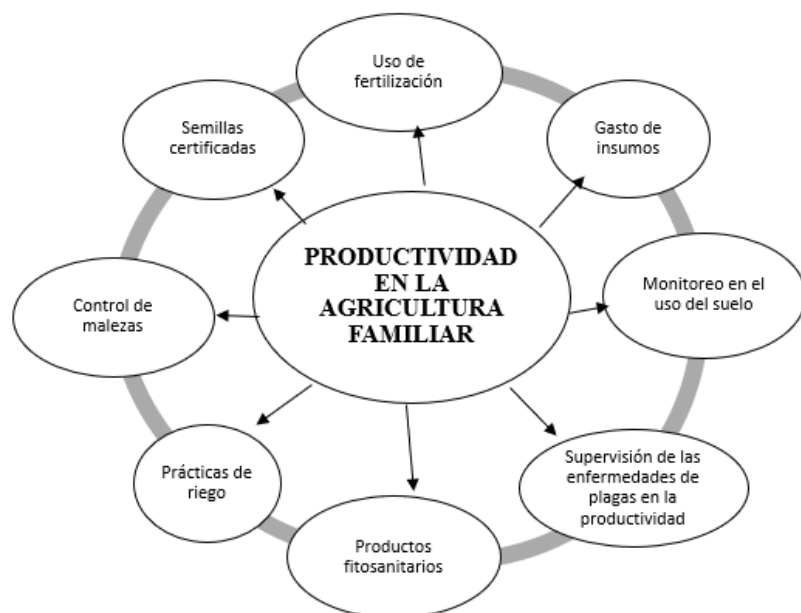 Uso de
fertilización
Gasto de
insumos
Semillas
certificadas
PRODUCTIVIDAD
EN LA
AGRICULTURA
FAMILIAR
Monitoreo en el
uso del suelo
Control de
malezas
Supervisión de las
enfermedades de
plagas en la
productividad
Prácticas de
riego
Productos
fitosanitarios